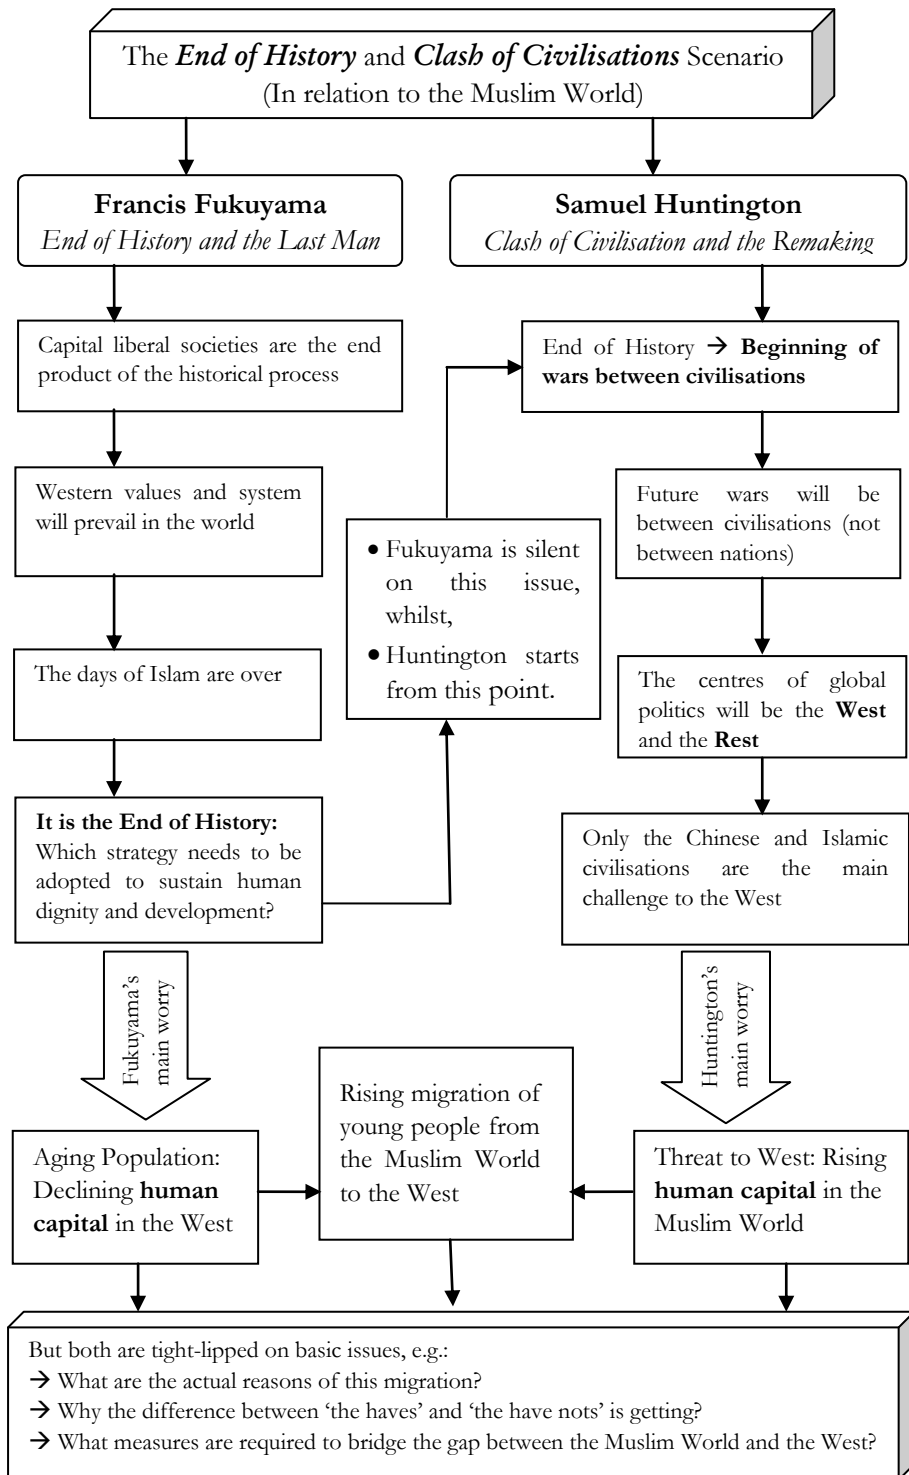 The End of History and Clash of Civilisations Scenario
(In relation to the Muslim World)
Francis Fukuyama
End of History and the Last Man
Samuel Huntington
Clash of Civilisation and the Remaking
Capital liberal societies are the end
product of the historical process
Western values and system
will prevail in the world
The days of Islam are over
It is the End of History:
Which strategy needs to be
adopted to sustain human
dignity and development?
• Fukuyama is silent
on this issue,
whilst,
• Huntington starts
from this point.
End of History → Beginning of
wars between civilisations
Future wars will be
between civilisations (not
between nations)
The centres of global
politics will be the West
and the Rest
Only the Chinese and Islamic
civilisations are the main
challenge to the West
Fukuyama's
main worry
Huntington's
main worry
Aging Population:
Declining human
capital in the West
Rising migration of
young people from
the Muslim World
to the West
Threat to West: Rising
human capital in the
Muslim World
But both are tight-lipped on basic issues, e.g.:
→ What are the actual reasons of this migration?
→ Why the difference between ‘the haves’ and ‘the have nots’ is getting?
→ What measures are required to bridge the gap between the Muslim World and the West?